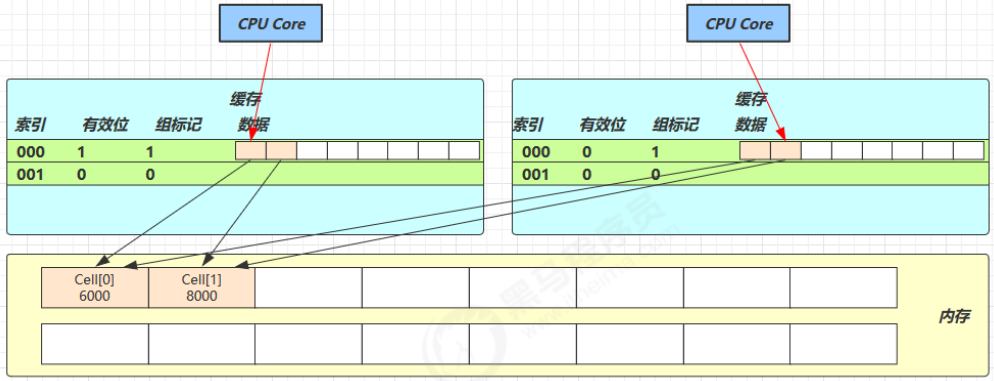 CPU Core
CPU Core
缓存
索引 有效位 组标记 数据
000 1 1
001 0 0
缓存
索引 有效位 组标记 数据
000 0 1
001 0 0
Cell[0]
6000
Cell[1]
8000
内存
黑马程序员
www.itheima.com